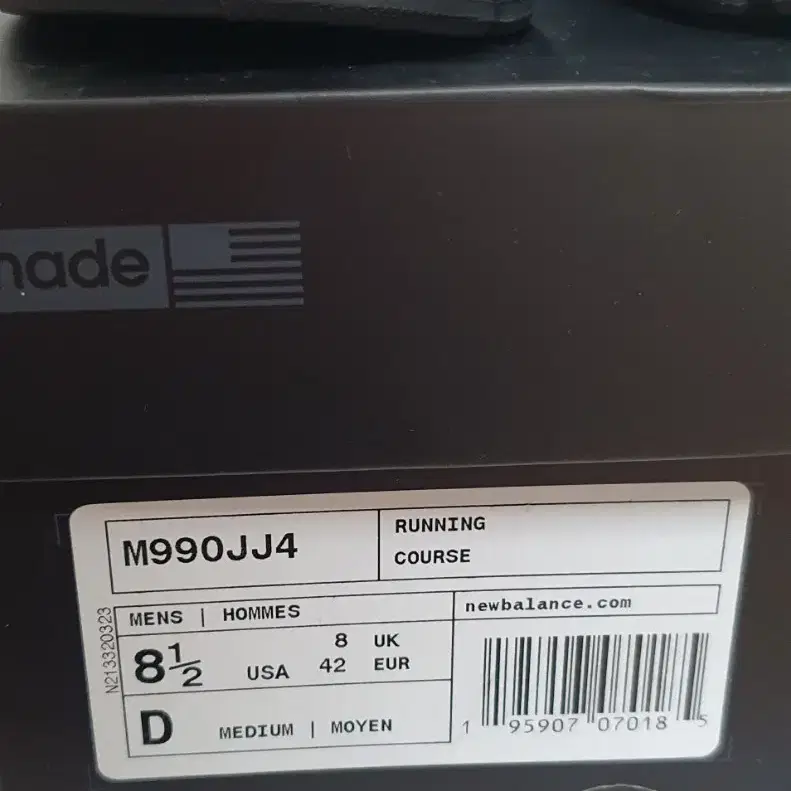 made
M990JJ4
RUNNING
COURSE
MENS | HOMMES
newbalance.com
8 UK
8½ USA 42 EUR
D MEDIUM | MOYEN
N213320323
1 95907 07018 5